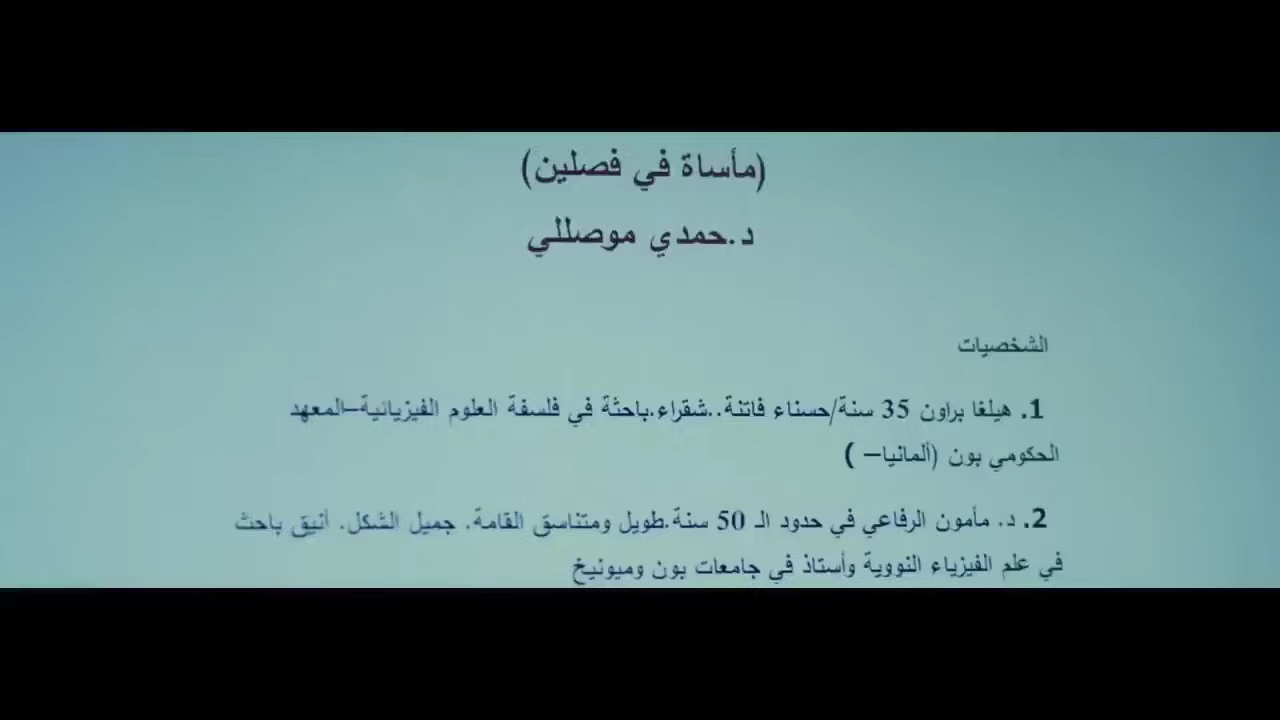 (مأساة في فصلين)
د.حمدي موصللي
الشخصيات
1. هيلغا براون 35 سنة/حسناء فاتنة..شقراء.باحثة في فلسفة العلوم الفيزيائية–المعهد
الحكومي بون (ألمانيا– )
2. د. مأمون الرفاعي في حدود الـ 50 سنة.طويل ومتناسق القامة. جميل الشكل. أنيق باحث
في علم الفيزياء النووية وأستاذ في جامعات بون وميونيخ